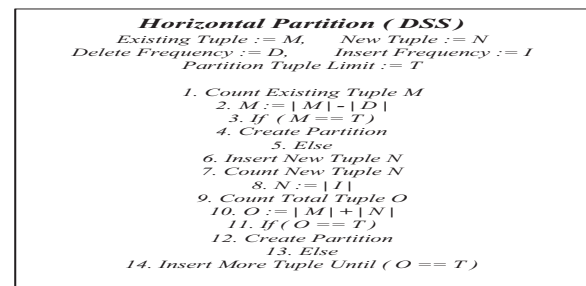 Horizontal Partition ( DSS )
Existing Tuple := M,    New Tuple := N
Delete Frequency := D,    Insert Frequency := I
Partition Tuple Limit := T
1. Count Existing Tuple M
2. M := | M | - | D |
3. If ( M == T )
4. Create Partition
5. Else
6. Insert New Tuple N
7. Count New Tuple N
8. N := | I |
9. Count Total Tuple O
10. O := | M | + | N |
11. If ( O == T )
12. Create Partition
13. Else
14. Insert More Tuple Until ( O == T )